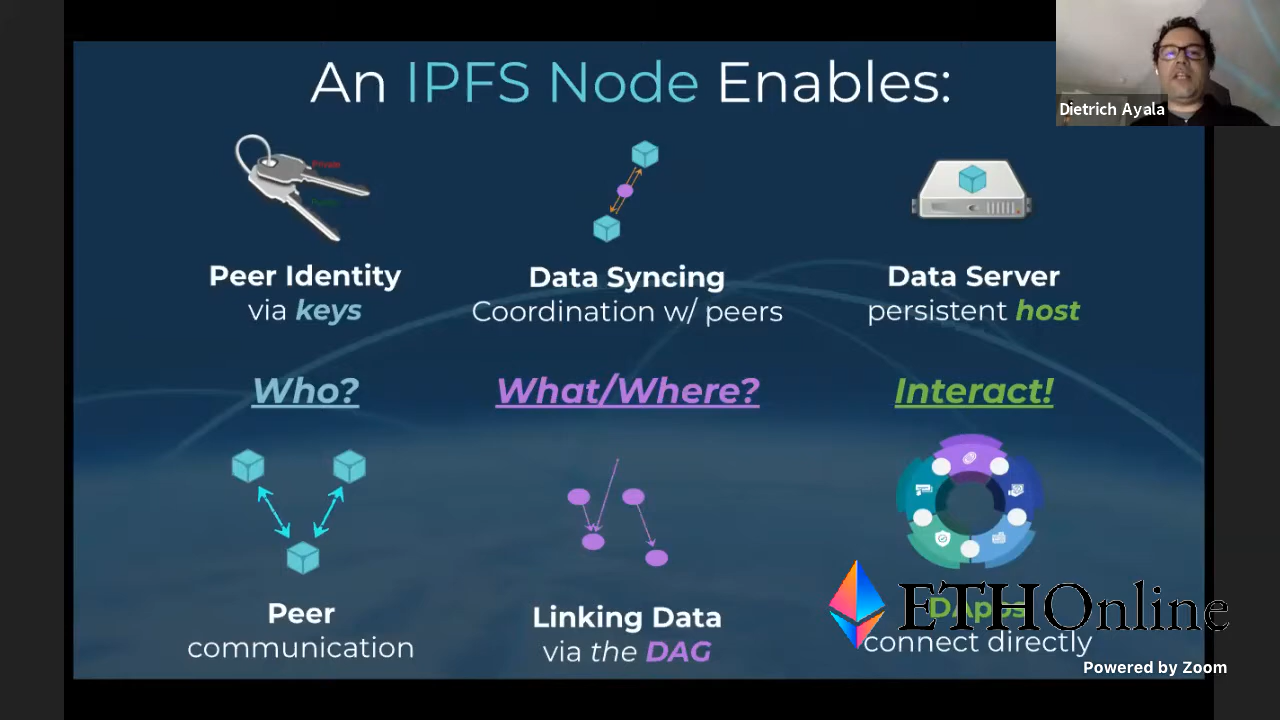 An IPFS Node Enables:
Dietrich Ayala
Private
Public
Peer Identity
via keys
Data Syncing
Coordination w/ peers
Data Server
persistent host
Who?
What/Where?
Interact!
Peer
communication
Linking Data
via the DAG
DApps
connect directly
ETHOnline
Powered by Zoom